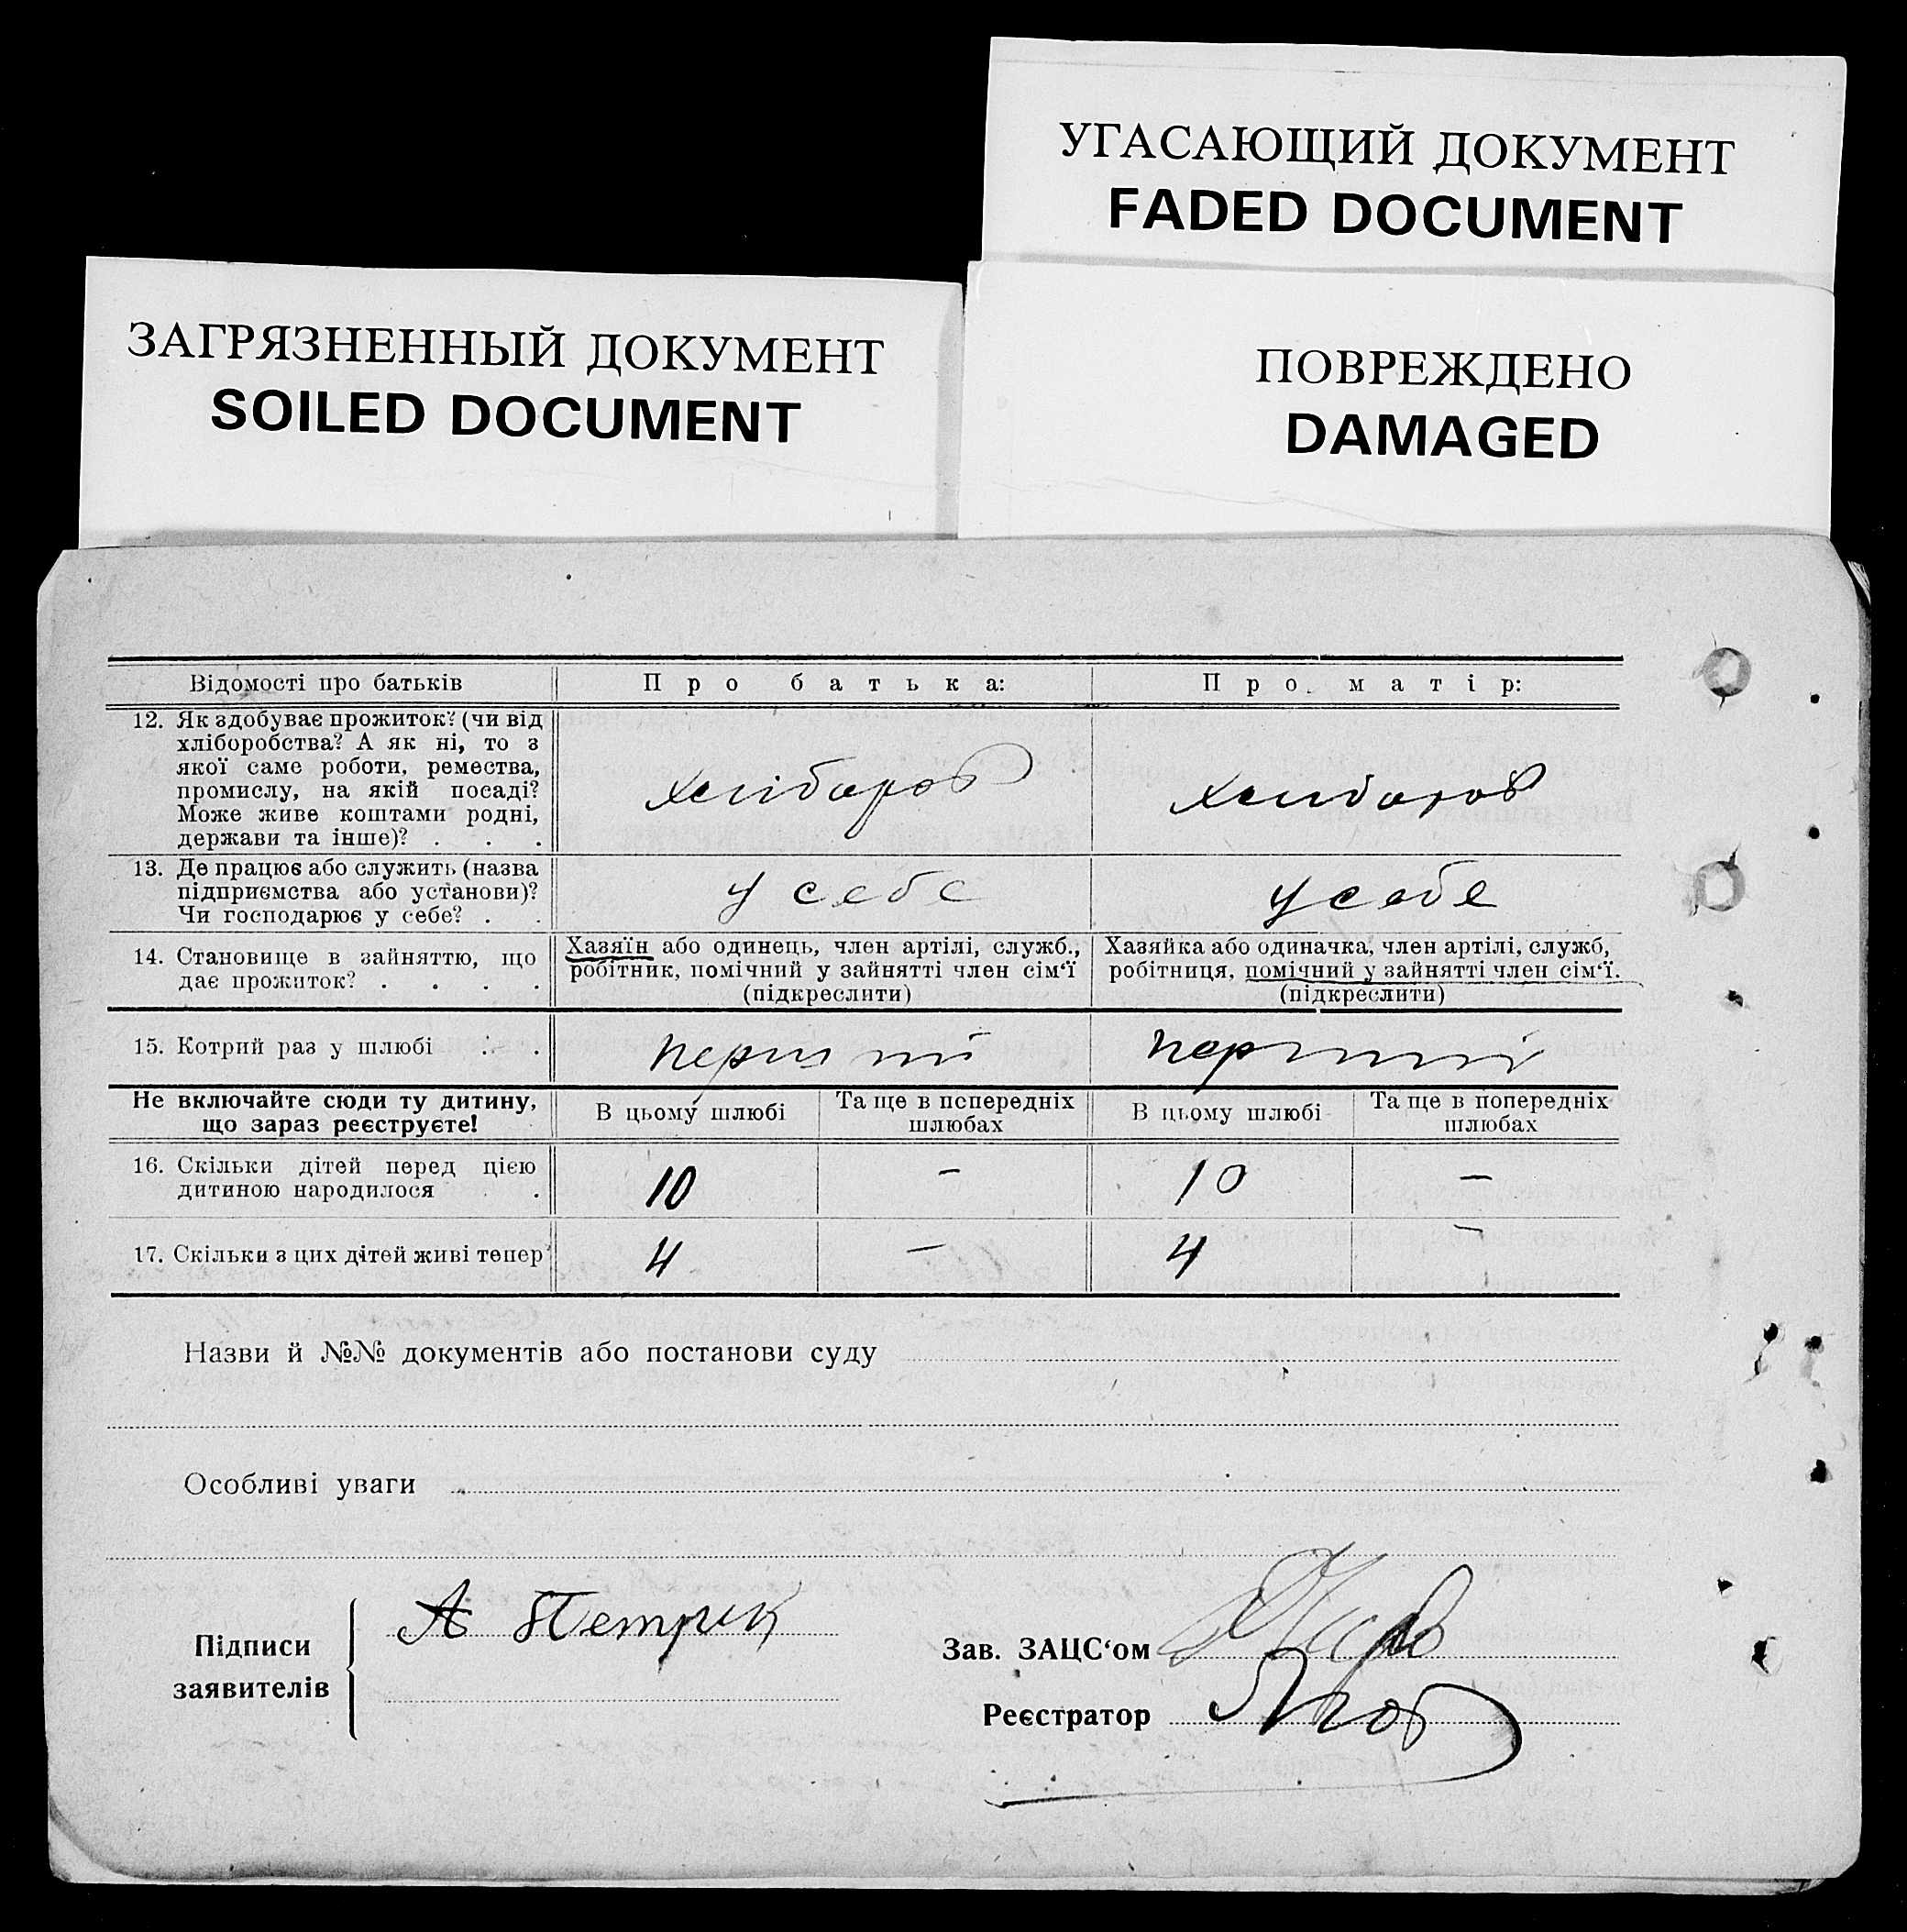 УГАСАЮЩИЙ ДОКУМЕНТ
FADED DOCUMENT
ЗАГРЯЗНЕННЫЙ ДОКУМЕНТ
SOILED DOCUMENT
ПОВРЕЖДЕНО
DAMAGED
Відомості про батьків
Про батька:
Про матір:
12. Як здобуває прожиток? (чи від
хліборобства? А як ні, то з
якої саме роботи, ремества,
промислу, на якій посаді?
Може живе коштами родні,
держави та інше)? . . .
хлібороб
хлібороб
13. Де працює або служить (назва
підприємства або установи)?
Чи господарює у себе? . .
у себе
у себе
14. Становище в зайняттю, що
дає прожиток? . . . .
Хазяїн або одинець, член артілі, служб.,
робітник, помічний у зайнятті член сім‘ї
(підкреслити)
Хазяйка або одиначка, член артілі, служб,
робітниця, помічний у зайнятті член сім‘ї.
(підкреслити)
15. Котрий раз у шлюбі . . .
перший
перший
Не включайте сюди ту дитину,
що зараз реєструєте!
В цьому шлюбі
Та ще в попередніх
шлюбах
В цьому шлюбі
Та ще в попередніх
шлюбах
16. Скільки дітей перед цією
дитиною народилося .
10
–
10
–
17. Скільки з цих дітей живі тепер
4
–
4
–
Назви й №№ документів або постанови суду
Особливі уваги
Підписи
заявителів
А Петрик
Зав. ЗАЦС‘ом
Реєстратор